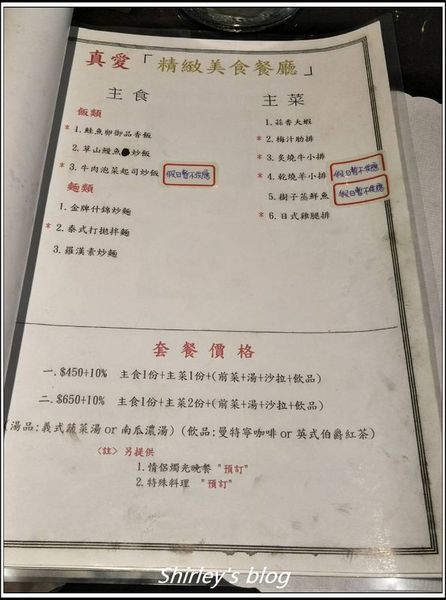 真愛「精緻美食餐廳」
主食
飯類
*1.鮭魚卵御品香飯
2.草山鰻魚炒飯
*3.牛肉泡菜起司炒飯 假日暫不供應
麵類
1.金牌什錦炒麵
*2.泰式打拋拌麵
3.羅漢素炒麵
主菜
1.蒜香大蝦
*2.梅汁肋排
*3.炙燒牛小排
*4.乾燒羊小排 假日暫不供應
5.樹子蒸鮮魚 假日暫不供應
*6.日式雞腿排
套餐價格
一.$450+10% 主食1份+主菜1份+(前菜+湯+沙拉+飲品)
二.$650+10% 主食1份+主菜2份+(前菜+湯+沙拉+飲品)
(湯品:義式蔬菜湯or南瓜濃湯)(飲品:曼特寧咖啡or英式伯爵紅茶)
〈註〉另提供
1.情侶燭光晚餐"預訂"
2.特殊料理 "預訂"
Shirley's blog